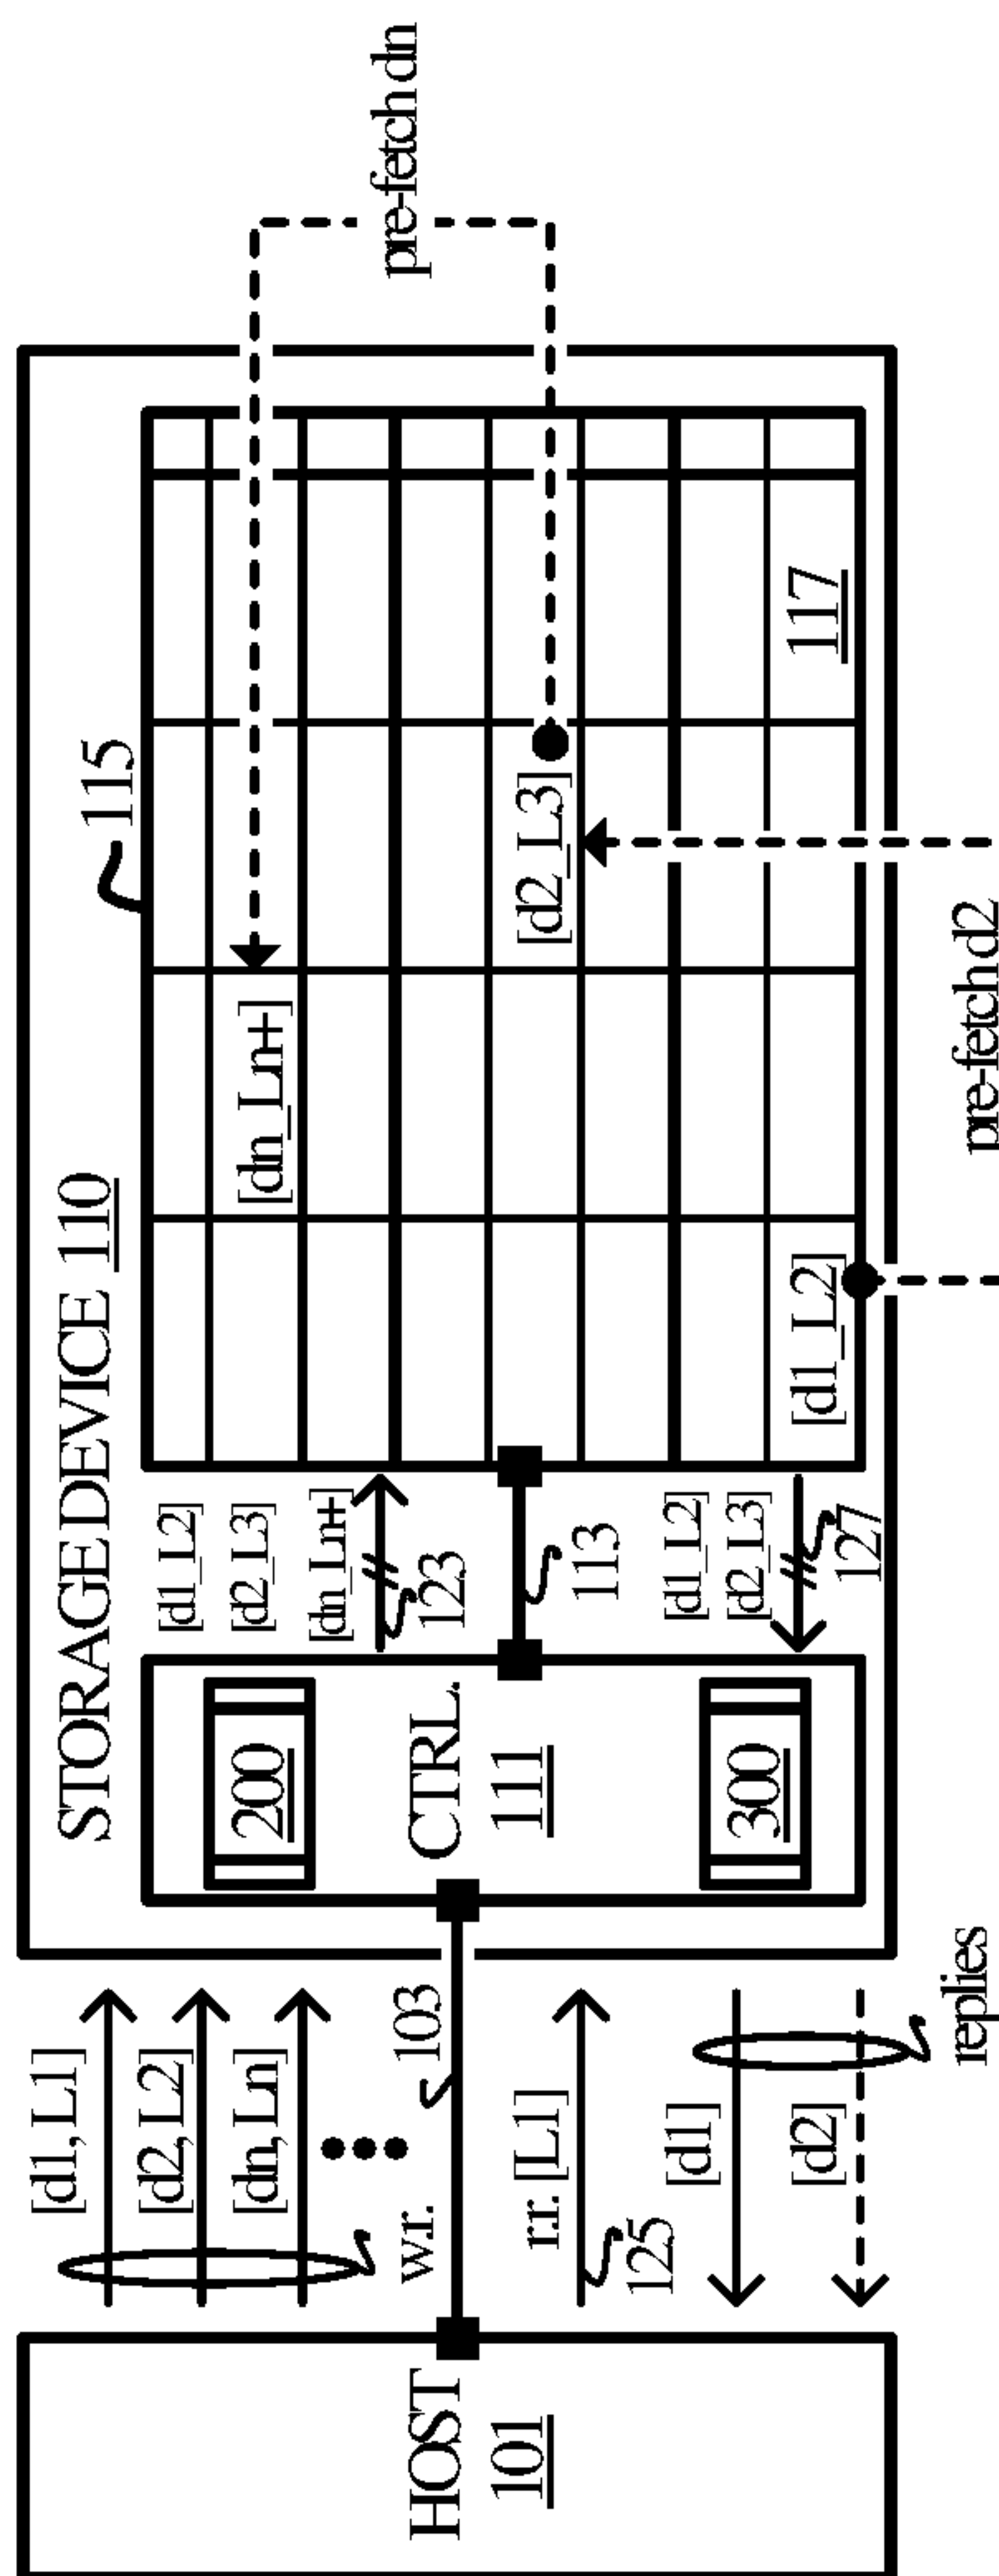 STORAGE DEVICE 110
115
pre-fetch dn
[d1, L1]
[d2, L2]
[dn, Ln]
w.r.
103
200
CTRL.
111
300
[d1_L2]
[d2_L3]
[dn_Ln+]
123
113
[dn_Ln+]
[d2_L3]
[d1_L2]
117
HOST
101
r.r. [L1]
125
[d1]
[d2]
replies
[d1_L2]
[d2_L3]
127
pre-fetch d2